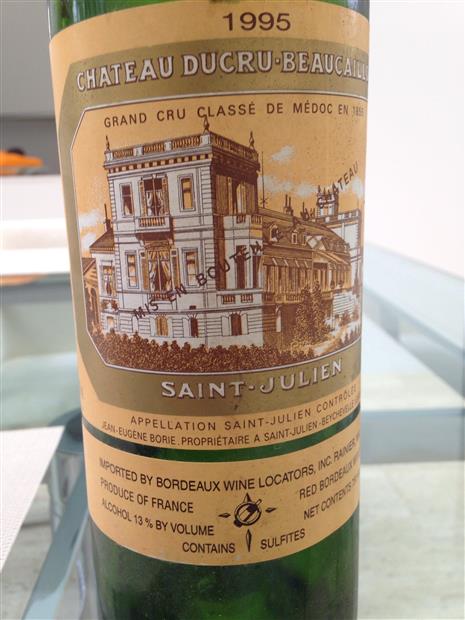 1995
CHATEAU DUCRU-BEAUCAILLO
GRAND CRU CLASSÉ DE MÉDOC EN 1855
MIS EN BOUTEILLE CHATEAU
SAINT-JULIEN
APPELLATION SAINT-JULIEN CONTRÔLÉE
JEAN-EUGÈNE BORIE. PROPRIÉTAIRE A SAINT-JULIEN-BEYCHEVELLE
IMPORTED BY BORDEAUX WINE LOCATORS, INC. RAINIER,
PRODUCE OF FRANCE RED BORDEAUX
ALCOHOL 13 % BY VOLUME NET CONTENTS
CONTAINS SULFITES